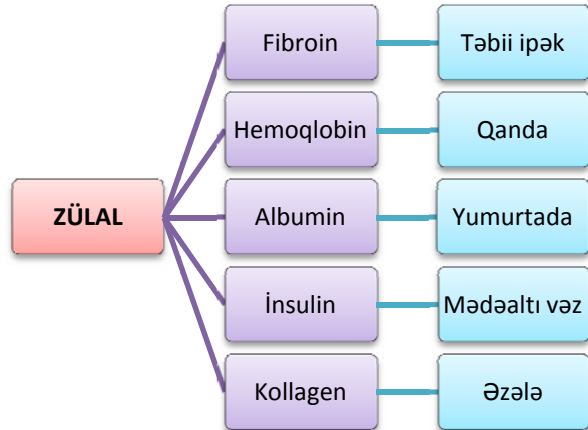 ZÜLAL
Fibroin
Təbii ipək
Hemoqlobin
Qanda
Albumin
Yumurtada
İnsulin
Mədəaltı vəz
Kollagen
Əzələ